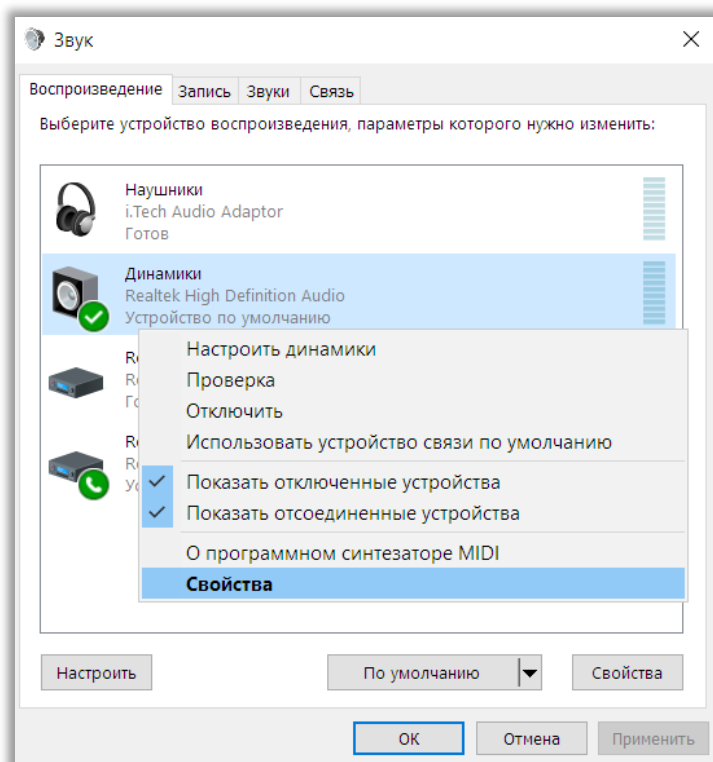 Звук
Воспроизведение Запись Звуки Связь
Выберите устройство воспроизведения, параметры которого нужно изменить:
Наушники
i.Tech Audio Adaptor
Готов
Динамики
Realtek High Definition Audio
Устройство по умолчанию
Настроить динамики
Проверка
Отключить
Использовать устройство связи по умолчанию
Показать отключенные устройства
Показать отсоединенные устройства
О программном синтезаторе MIDI
Свойства
Настроить По умолчанию Свойства
ОК Отмена Применить